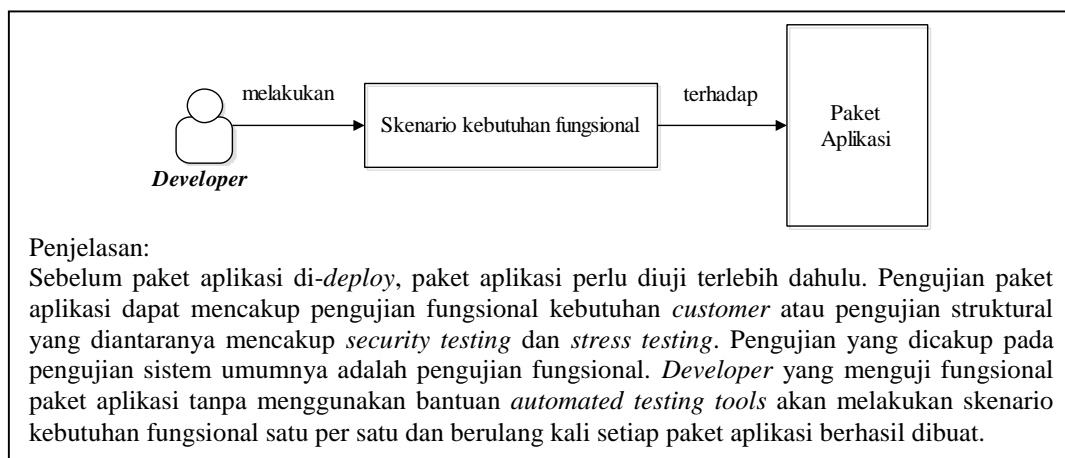 melakukan
terhadap
Skenario kebutuhan fungsional
Paket
Aplikasi
Developer
Penjelasan:
Sebelum paket aplikasi di-deploy, paket aplikasi perlu diuji terlebih dahulu. Pengujian paket
aplikasi dapat mencakup pengujian fungsional kebutuhan customer atau pengujian struktural
yang diantaranya mencakup security testing dan stress testing. Pengujian yang dicakup pada
pengujian sistem umumnya adalah pengujian fungsional. Developer yang menguji fungsional
paket aplikasi tanpa menggunakan bantuan automated testing tools akan melakukan skenario
kebutuhan fungsional satu per satu dan berulang kali setiap paket aplikasi berhasil dibuat.